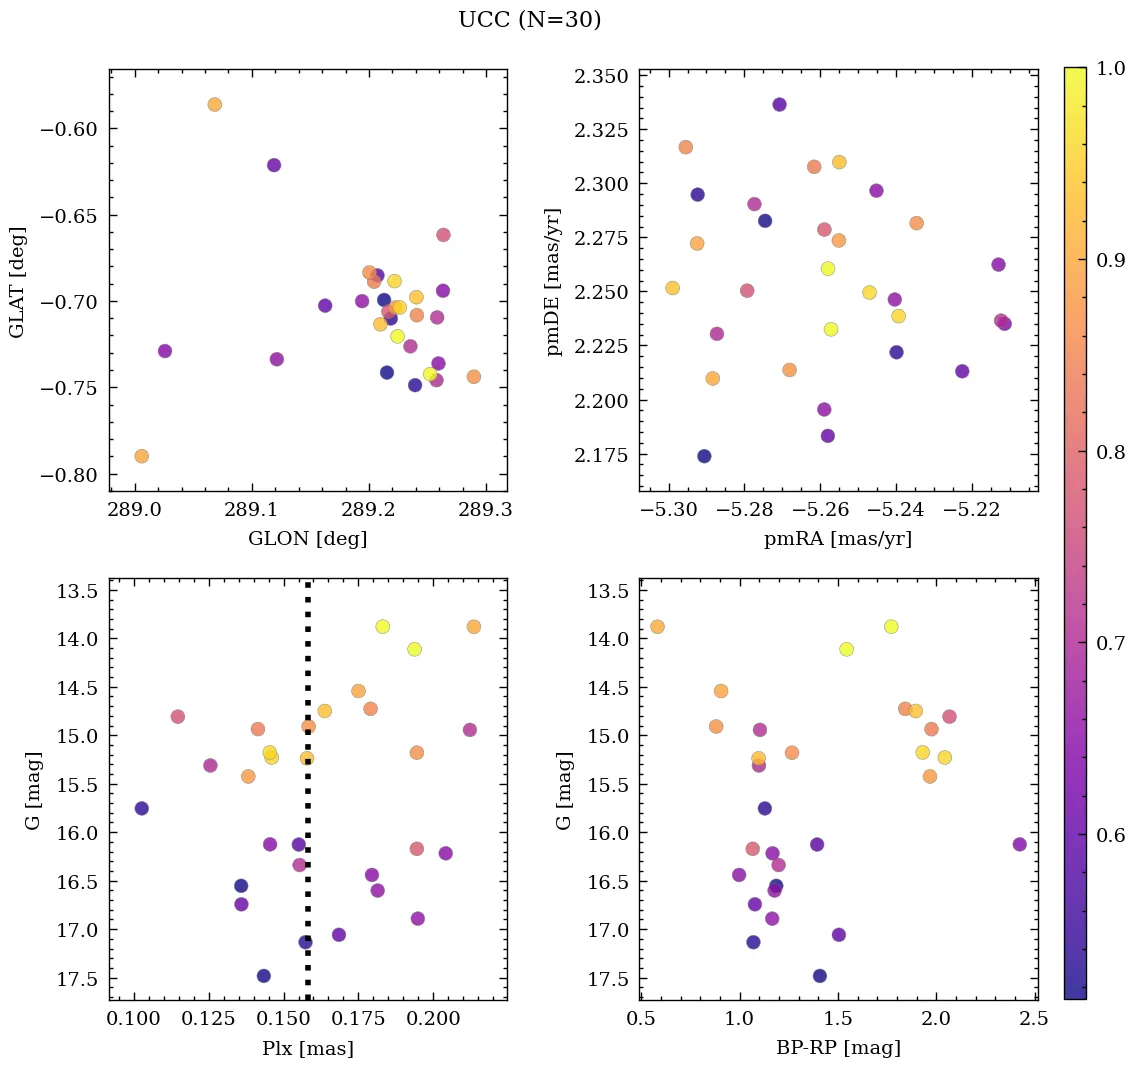 UCC (N=30)
−0.60
−0.65
−0.70
−0.75
−0.80
GLAT [deg]
289.0 289.1 289.2 289.3
GLON [deg]
2.350
2.325
2.300
2.275
2.250
2.225
2.200
2.175
pmDE [mas/yr]
−5.30 −5.28 −5.26 −5.24 −5.22
pmRA [mas/yr]
13.5
14.0
14.5
15.0
15.5
16.0
16.5
17.0
17.5
G [mag]
0.100 0.125 0.150 0.175 0.200
Plx [mas]
13.5
14.0
14.5
15.0
15.5
16.0
16.5
17.0
17.5
G [mag]
0.5 1.0 1.5 2.0 2.5
BP-RP [mag]
1.0
0.9
0.8
0.7
0.6